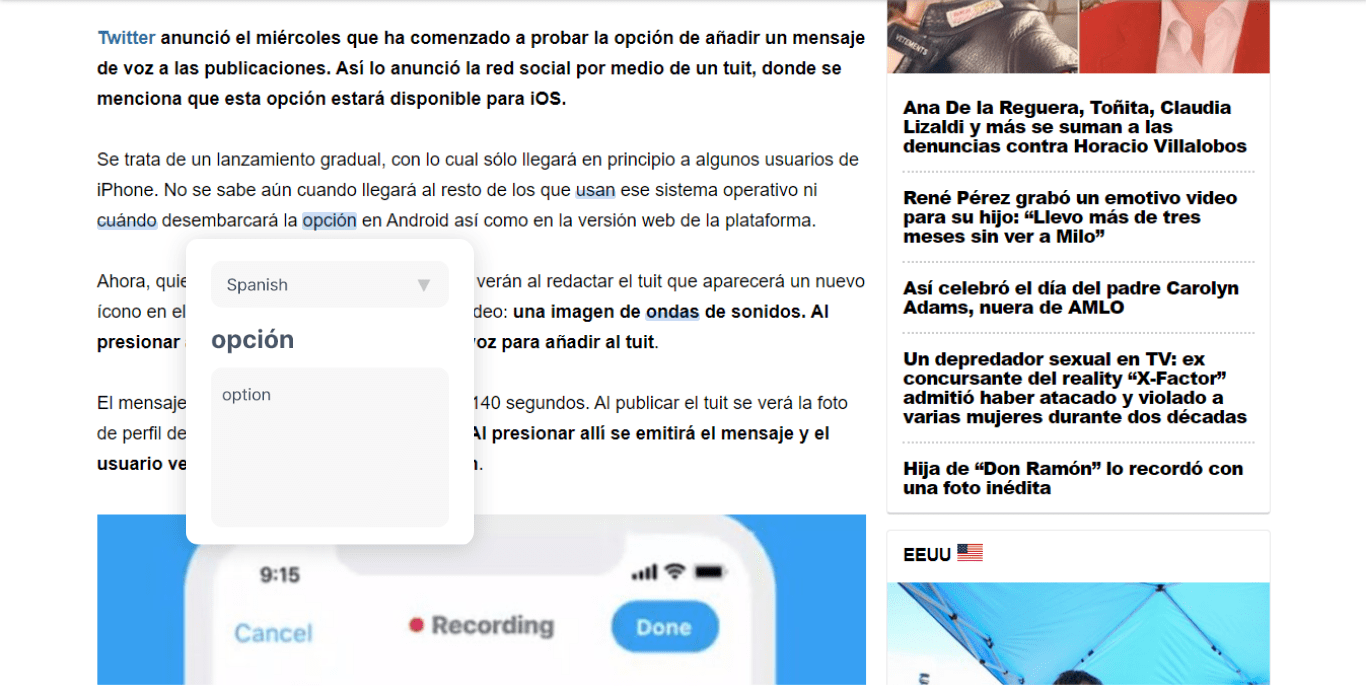 Twitter anunció el miércoles que ha comenzado a probar la opción de añadir un mensaje
de voz a las publicaciones. Así lo anunció la red social por medio de un tuit, donde se
menciona que esta opción estará disponible para iOS.
Se trata de un lanzamiento gradual, con lo cual sólo llegará en principio a algunos usuarios de
iPhone. No se sabe aún cuando llegará al resto de los que usan ese sistema operativo ni
cuándo desembarcará la opción en Android así como en la versión web de la plataforma.
Ahora, quie
verán al redactar el tuit que aparecerá un nuevo
ícono en el
deo: una imagen de ondas de sonidos. Al
presionar
voz para añadir al tuit.
El mensaje
140 segundos. Al publicar el tuit se verá la foto
de perfil de
Al presionar allí se emitirá el mensaje y el
usuario ve
Spanish
opción
option
9:15
Cancel
Recording
Done
VETEMENTS
Ana De la Reguera, Toñita, Claudia
Lizaldi y más se suman a las
denuncias contra Horacio Villalobos
René Pérez grabó un emotivo video
para su hijo: “Llevo más de tres
meses sin ver a Milo”
Así celebró el día del padre Carolyn
Adams, nuera de AMLO
Un depredador sexual en TV: ex
concursante del reality “X-Factor”
admitió haber atacado y violado a
varias mujeres durante dos décadas
Hija de “Don Ramón” lo recordó con
una foto inédita
EEUU